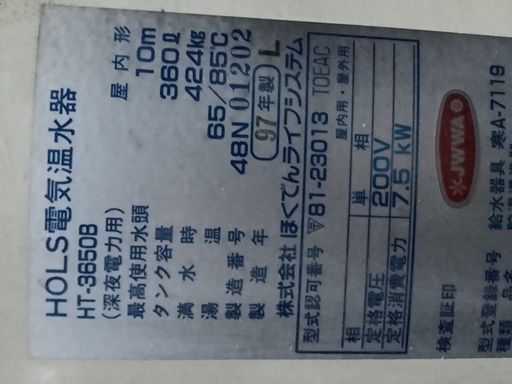 HOLS電気温水器
HT-3650B 屋内形
(深夜電力用)
最高使用水頭 10m
タンク容量 360ℓ
満水時 424kg
湯温 65/85℃
製造番号 48N 01202
製造年 97年製 L
株式会社 ほくでんライフシステム
型式認可番号 81-23013 TOEAC
屋内用・屋外用
相 単相
定格電圧 200V
定格消費電力 7.5kW
JWWA
検査証印
型式登録番号 給水器具 寒A-7119
種類